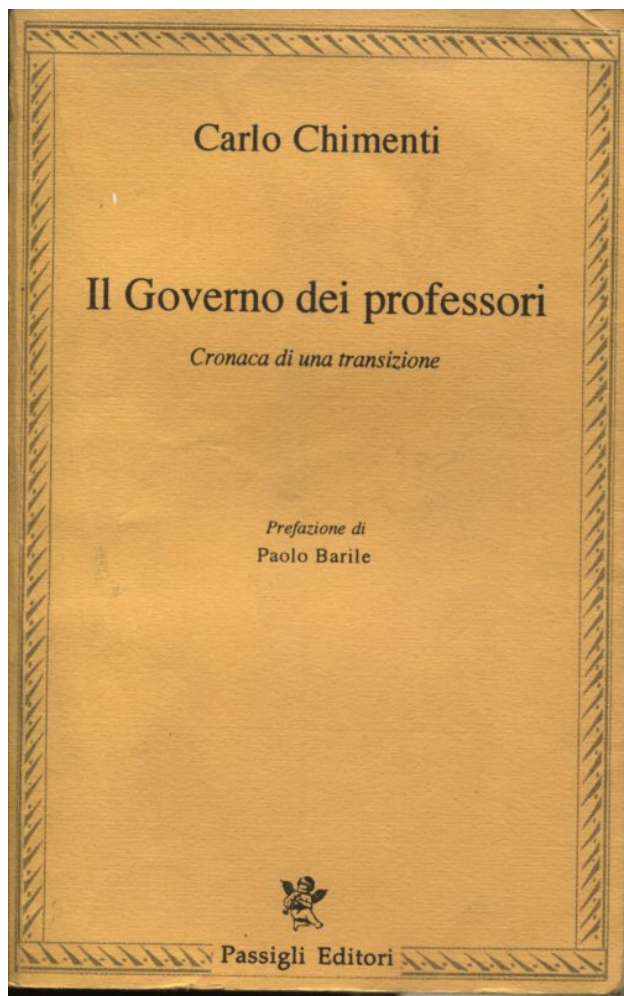 Carlo Chimenti
Il Governo dei professori
Cronaca di una transizione
Prefazione di
Paolo Barile
Passigli Editori